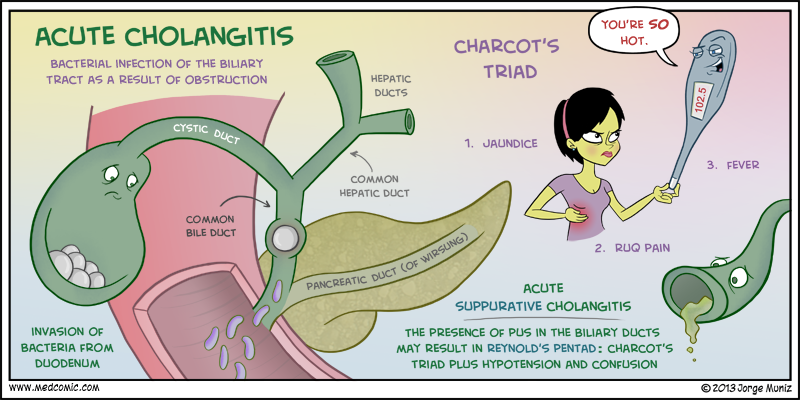 ACUTE CHOLANGITIS
BACTERIAL INFECTION OF THE BILIARY
TRACT AS A RESULT OF OBSTRUCTION
HEPATIC
DUCTS
CYSTIC DUCT
COMMON
HEPATIC DUCT
COMMON
BILE DUCT
PANCREATIC DUCT (OF WIRSUNG)
INVASION OF
BACTERIA FROM
DUODENUM
CHARCOT'S
TRIAD
YOU'RE SO
HOT.
102.5
1. JAUNDICE
3. FEVER
2. RUQ PAIN
ACUTE
SUPPURATIVE CHOLANGITIS
THE PRESENCE OF PUS IN THE BILIARY DUCTS
MAY RESULT IN REYNOLD'S PENTAD: CHARCOT'S
TRIAD PLUS HYPOTENSION AND CONFUSION
www.medcomic.com
© 2013 Jorge Muniz